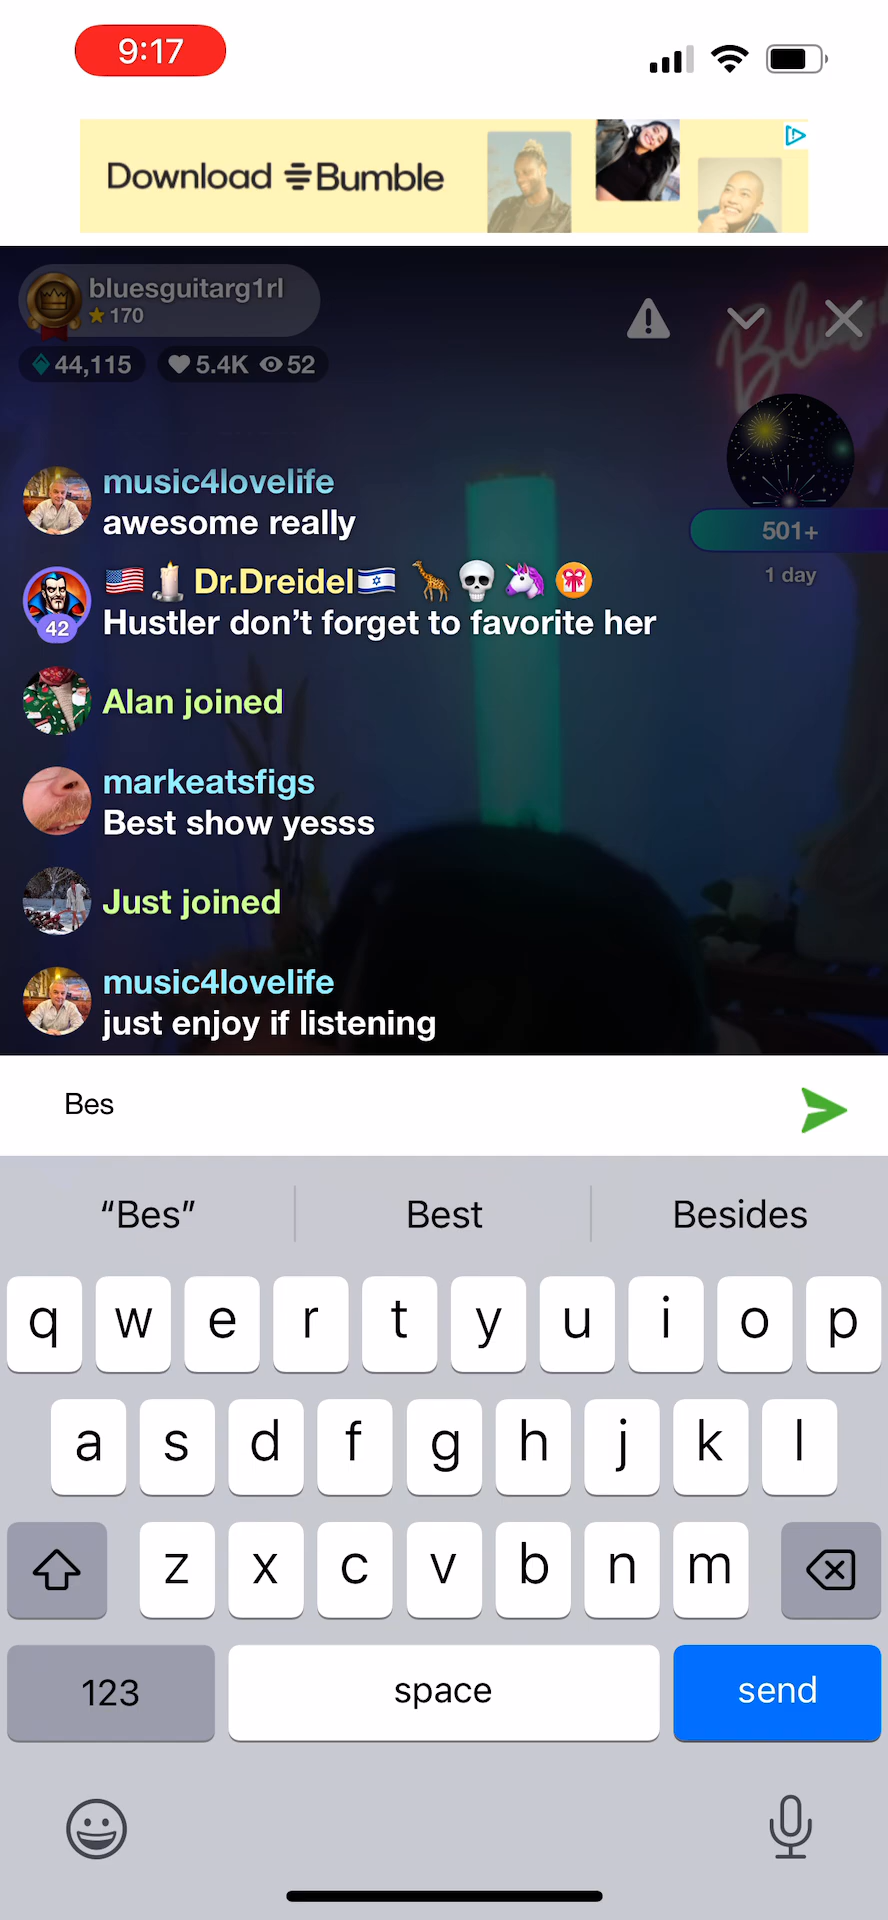 9:17
Download Bumble
bluesguitarg1rl
170
44,115 5.4K 52
501+
1 day
music4lovelife
awesome really
Dr.Dreidel
42
Hustler don’t forget to favorite her
Alan joined
markeatsfigs
Best show yesss
Just joined
music4lovelife
just enjoy if listening
Bes
“Bes” Best Besides
q w e r t y u i o p
a s d f g h j k l
z x c v b n m
123 space send